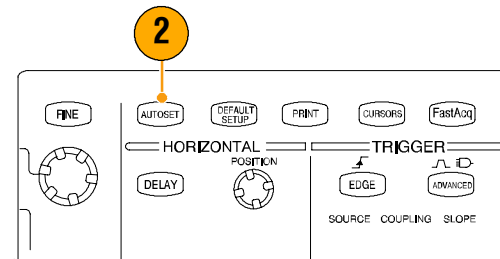 2
FINE
AUTOSET
DEFAULT SETUP
PRINT
CURSORS
FastAcq
HORIZONTAL
TRIGGER
POSITION
DELAY
EDGE
ADVANCED
SOURCE COUPLING SLOPE